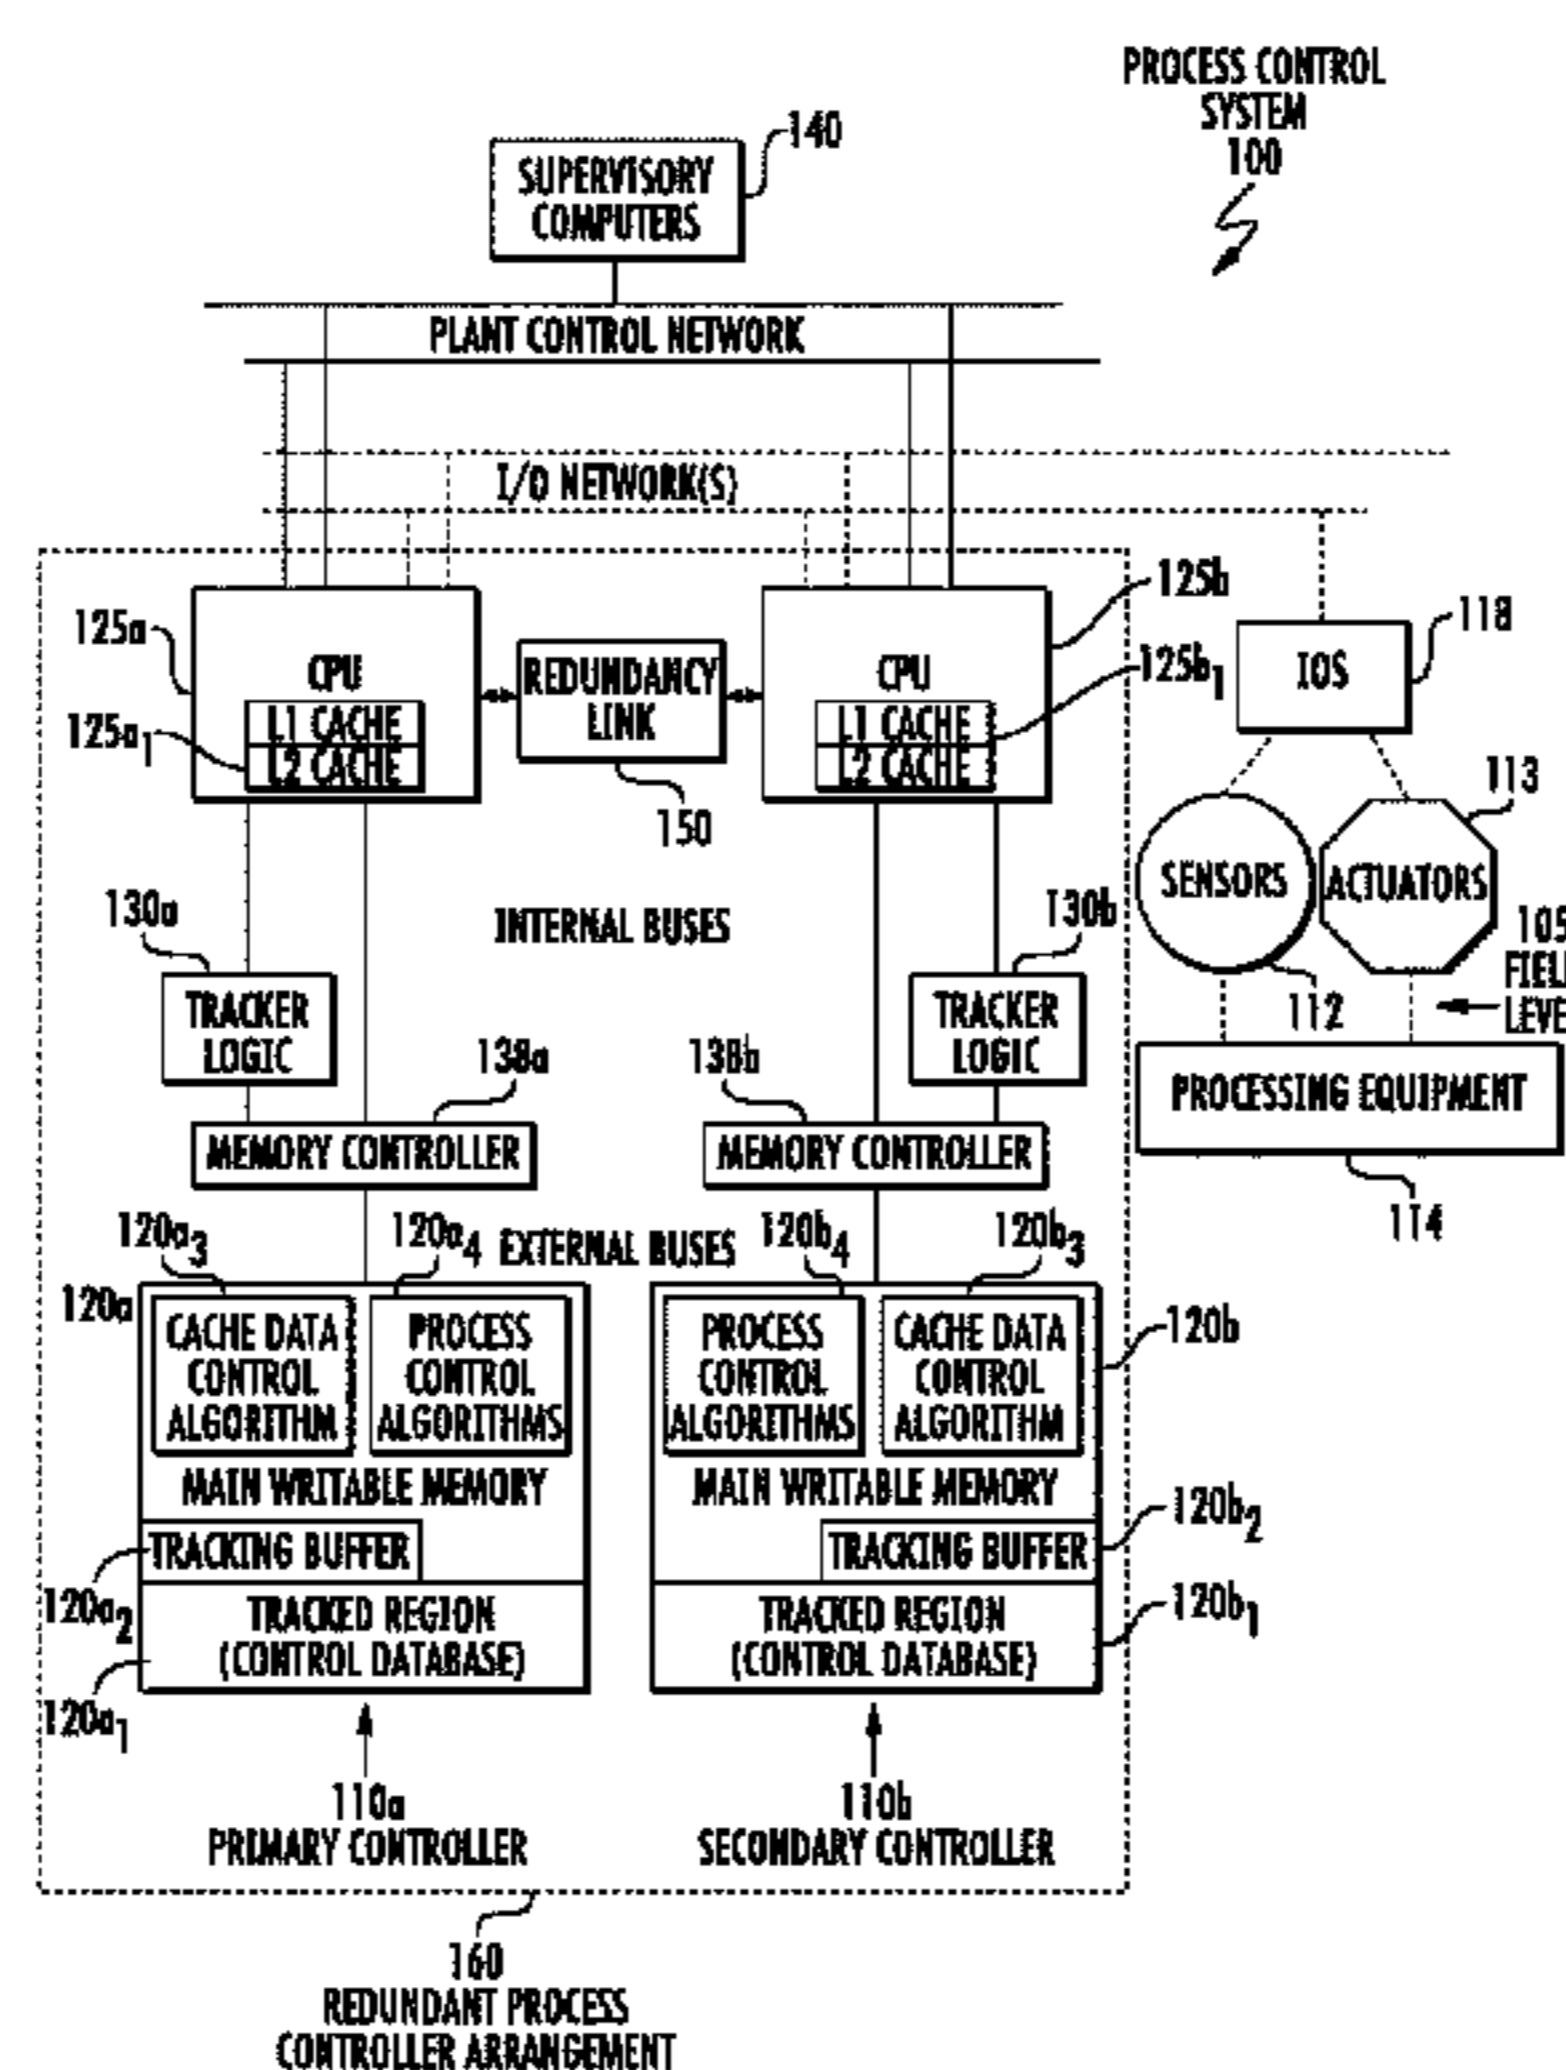 PROCESS CONTROL
SYSTEM
100
140
SUPERVISORY
COMPUTERS
PLANT CONTROL NETWORK
I/O NETWORK(S)
125a
CPU
L1 CACHE
L2 CACHE
125a1
REDUNDANCY
LINK
150
CPU
L1 CACHE
L2 CACHE
125b
125b1
118
IOS
113
SENSORS
ACTUATORS
112
105
PROCESSING EQUIPMENT
114
130a
INTERNAL BUSES
130b
TRACKER
LOGIC
TRACKER
LOGIC
138a
138b
MEMORY CONTROLLER
MEMORY CONTROLLER
120a3
120a4
EXTERNAL BUSES
120b4
120b3
120a
CACHE DATA
CONTROL
ALGORITHM
PROCESS
CONTROL
ALGORITHMS
PROCESS
CONTROL
ALGORITHMS
CACHE DATA
CONTROL
ALGORITHM
120b
MAIN WRITABLE MEMORY
MAIN WRITABLE MEMORY
120b2
TRACKING BUFFER
TRACKING BUFFER
120a2
TRACKED REGION
(CONTROL DATABASE)
TRACKED REGION
(CONTROL DATABASE)
120b1
120a1
110a
PRIMARY CONTROLLER
110b
SECONDARY CONTROLLER
160
REDUNDANT PROCESS
CONTROLLER ARRANGEMENT